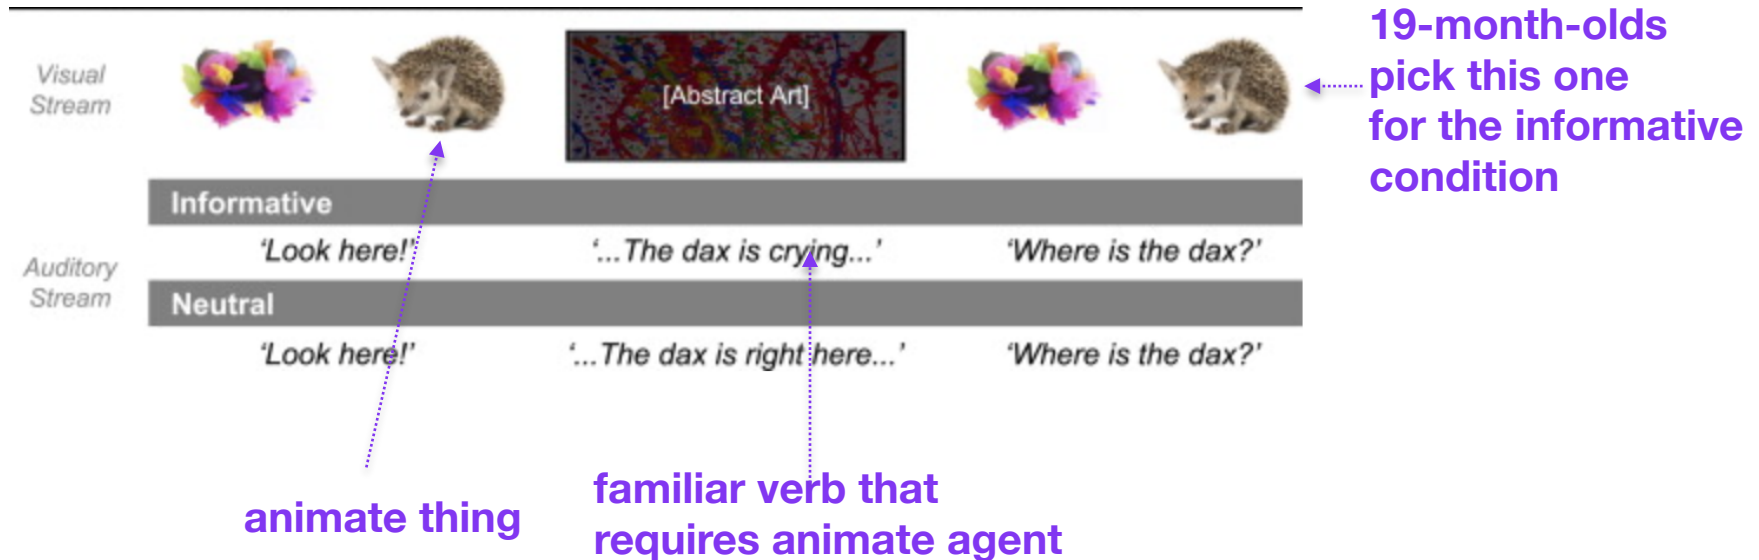 19-month-olds
pick this one
for the informative
condition
Visual
Stream
[Abstract Art]
Informative
Auditory
Stream
‘Look here!’ ‘...The dax is crying...’ ‘Where is the dax?’
Neutral
‘Look here!’ ‘...The dax is right here...’ ‘Where is the dax?’
animate thing
familiar verb that
requires animate agent